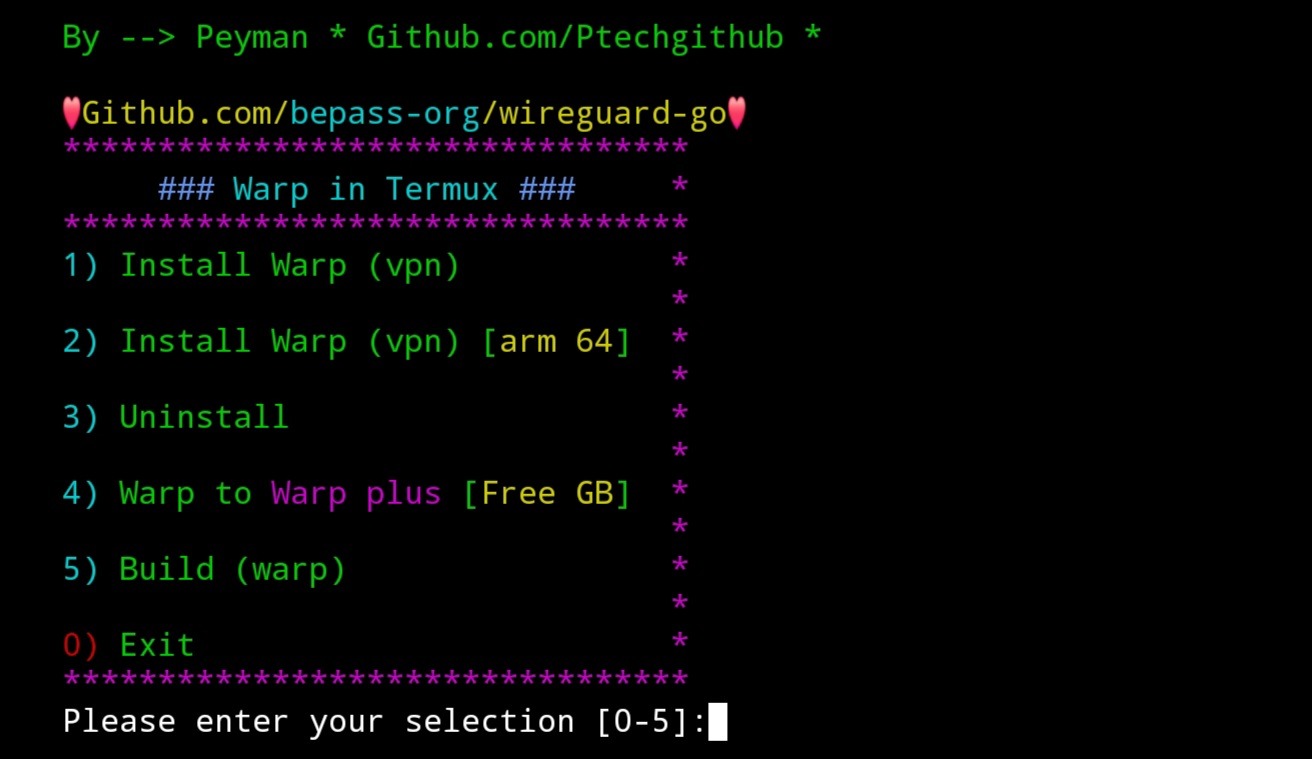 By --> Peyman * Github.com/Ptechgithub *
♥Github.com/bepass-org/wireguard-go♥
*********************************
### Warp in Termux ### *
*********************************
1) Install Warp (vpn) *
*
2) Install Warp (vpn) [arm 64] *
*
3) Uninstall *
*
4) Warp to Warp plus [Free GB] *
*
5) Build (warp) *
*
0) Exit *
*********************************
Please enter your selection [0-5]: